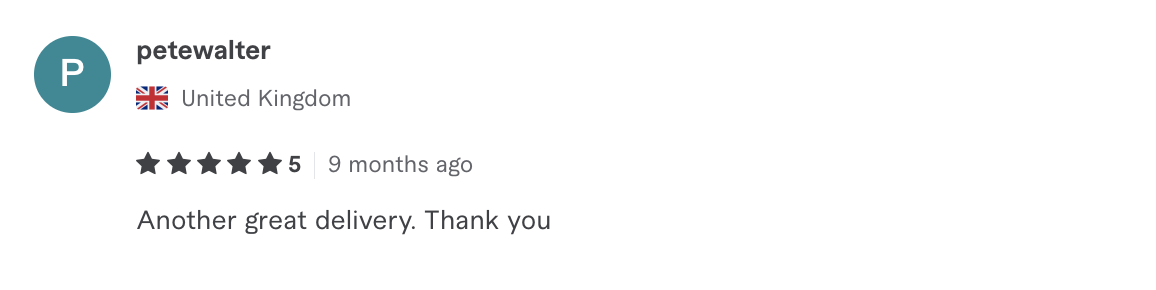 P
petewalter
United Kingdom
5
9 months ago
Another great delivery. Thank you